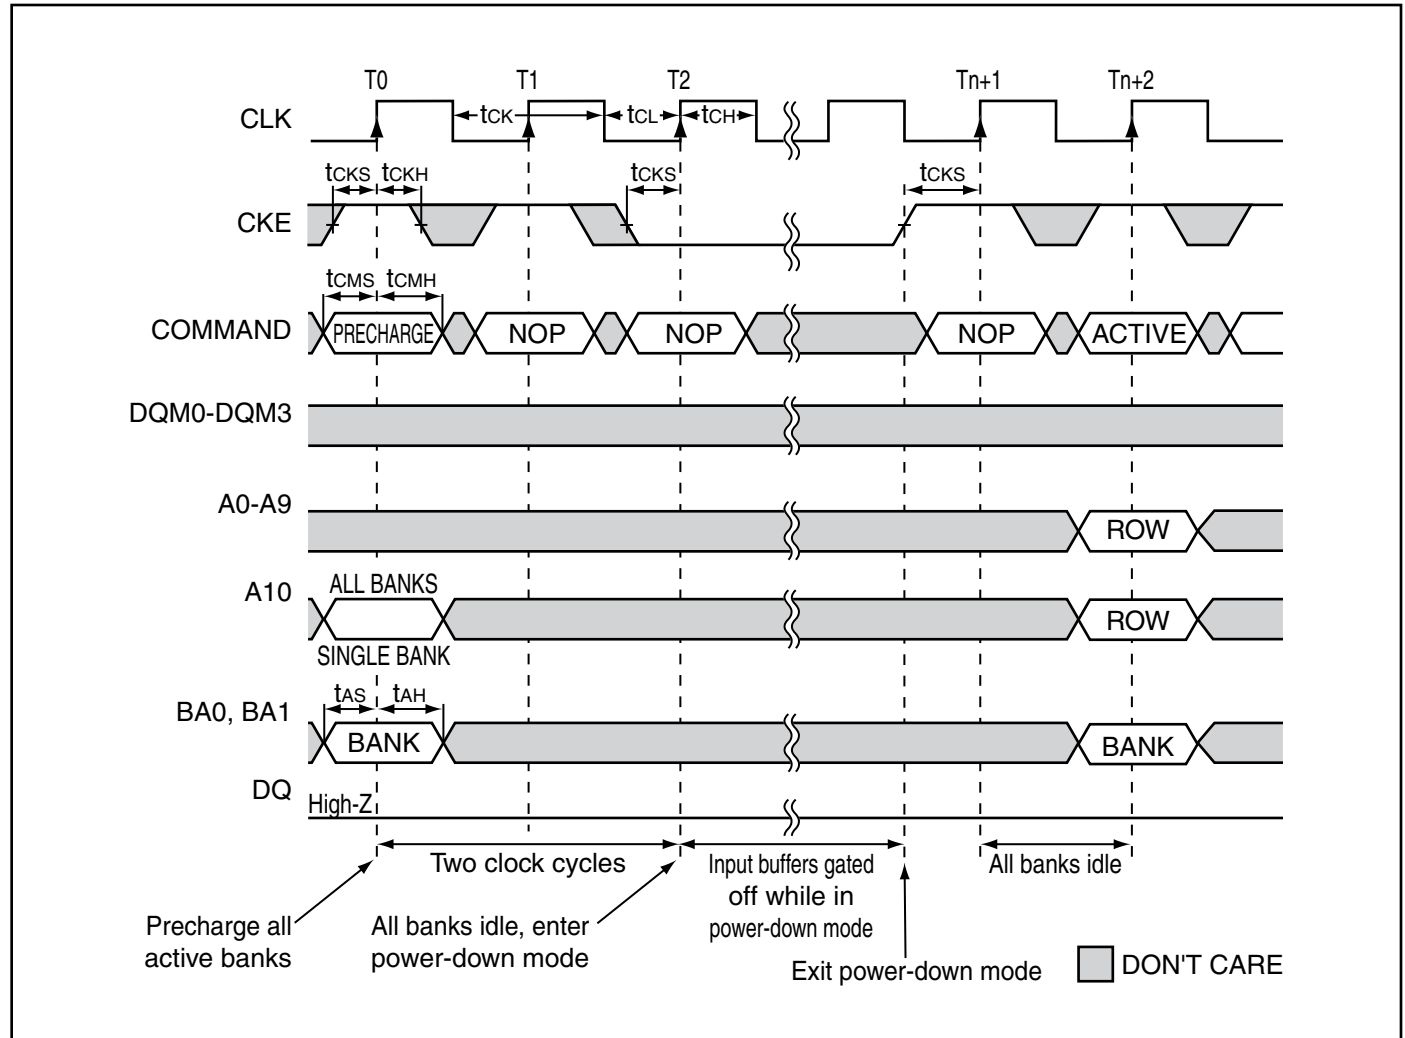 T0 T1 T2 Tn+1 Tn+2
CLK tCK tCL tCH
tCKS tCKH tCKS tCKS
CKE
tCMS tCMH
COMMAND PRECHARGE NOP NOP NOP ACTIVE
DQM0-DQM3
A0-A9 ROW
ALL BANKS
A10 ROW
SINGLE BANK
tAS tAH
BA0, BA1 BANK BANK
DQ
High-Z
Two clock cycles
Input buffers gated
off while in
power-down mode
All banks idle
Precharge all
active banks
All banks idle, enter
power-down mode
Exit power-down mode
DON'T CARE